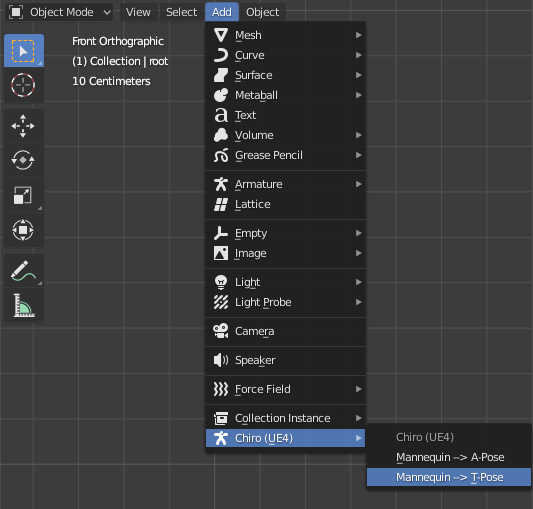 Object Mode View Select Add Object
Front Orthographic
(1) Collection | root
10 Centimeters
Mesh
Curve
Surface
Metaball
Text
Volume
Grease Pencil
Armature
Lattice
Empty
Image
Light
Light Probe
Camera
Speaker
Force Field
Collection Instance
Chiro (UE4)
Chiro (UE4)
Mannequin --> A-Pose
Mannequin --> T-Pose